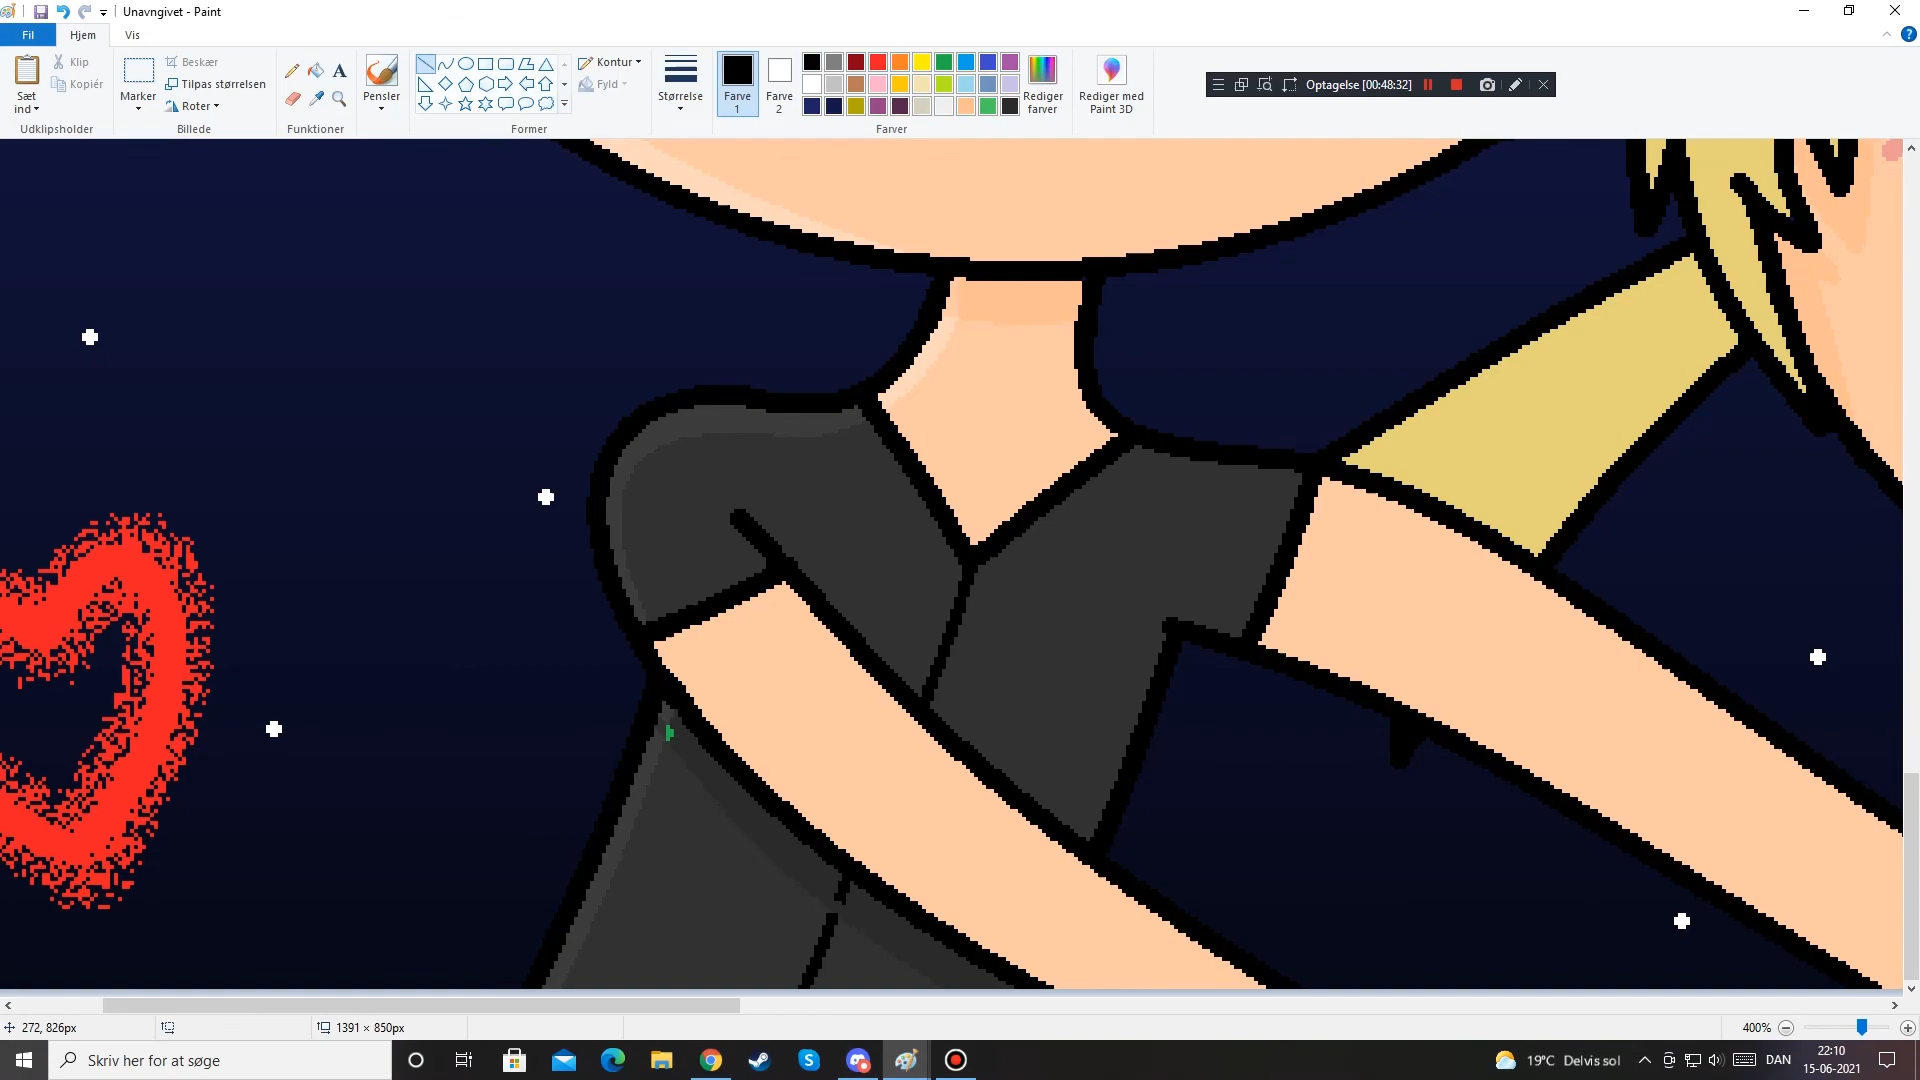 Unavngivet - Paint
Fil Hjem Vis
Sæt ind
Klip
Kopiér
Udklipsholder
Marker
Beskær
Tilpas størrelsen
Roter
Billede
A
Funktioner
Pensler
Kontur
Fyld
Former
Størrelse
Farve 1
Farve 2
Rediger farver
Farver
Rediger med Paint 3D
Optagelse [00:48:32]
272, 826px
1391 × 850px
400%
Skriv her for at søge
19°C Delvis sol
DAN
22:10
15-06-2021